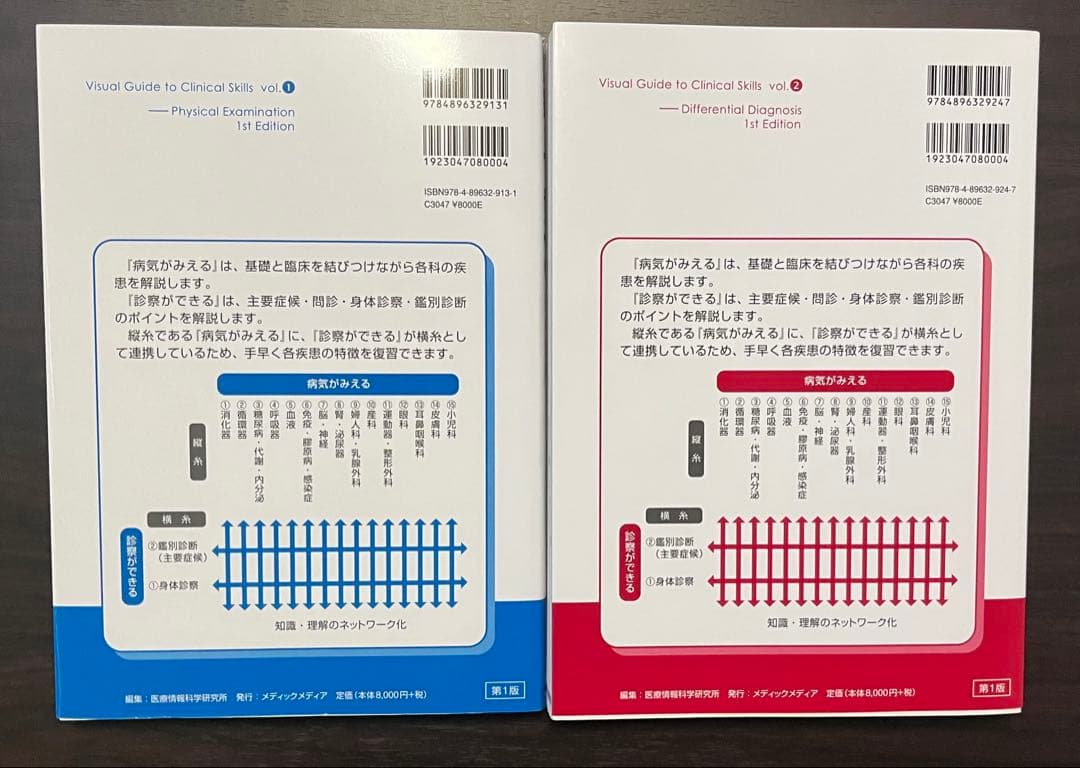 Visual Guide to Clinical Skills vol.❶
—— Physical Examination
1st Edition
9784896329131
1923047080004
ISBN978-4-89632-913-1
C3047 ¥8000E
『病気がみえる』は、基礎と臨床を結びつけながら各科の疾
患を解説します。
『診察ができる』は、主要症候・問診・身体診察・鑑別診断
のポイントを解説します。
縦糸である『病気がみえる』に、『診察ができる』が横糸とし
て連携しているため、手早く各疾患の特徴を復習できます。
病気がみえる
縦糸
①消化器
②循環器
③糖尿病・代謝・内分泌
④呼吸器
⑤血液
⑥免疫・膠原病・感染症
⑦脳・神経
⑧腎・泌尿器
⑨婦人科・乳腺外科
⑩産科
⑪運動器・整形外科
⑫眼科
⑬耳鼻咽喉科
⑭皮膚科
⑮小児科
横糸
診察ができる
②鑑別診断
（主要症候）
①身体診察
知識・理解のネットワーク化
編集：医療情報科学研究所 発行：メディックメディア 定価（本体8,000円+税）
第1版
Visual Guide to Clinical Skills vol.❷
—— Differential Diagnosis
1st Edition
9784896329247
1923047080004
ISBN978-4-89632-924-7
C3047 ¥8000E
『病気がみえる』は、基礎と臨床を結びつけながら各科の疾
患を解説します。
『診察ができる』は、主要症候・問診・身体診察・鑑別診断
のポイントを解説します。
縦糸である『病気がみえる』に、『診察ができる』が横糸とし
て連携しているため、手早く各疾患の特徴を復習できます。
病気がみえる
縦糸
①消化器
②循環器
③糖尿病・代謝・内分泌
④呼吸器
⑤血液
⑥免疫・膠原病・感染症
⑦脳・神経
⑧腎・泌尿器
⑨婦人科・乳腺外科
⑩産科
⑪運動器・整形外科
⑫眼科
⑬耳鼻咽喉科
⑭皮膚科
⑮小児科
横糸
診察ができる
②鑑別診断
（主要症候）
①身体診察
知識・理解のネットワーク化
編集：医療情報科学研究所 発行：メディックメディア 定価（本体8,000円+税）
第1版